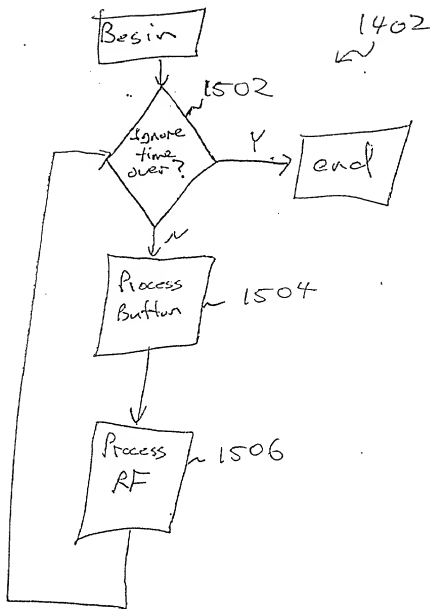 Begin
1402
1502
Ignore
time
over?
Y
end
N
Process
Button
1504
Process
RF
1506